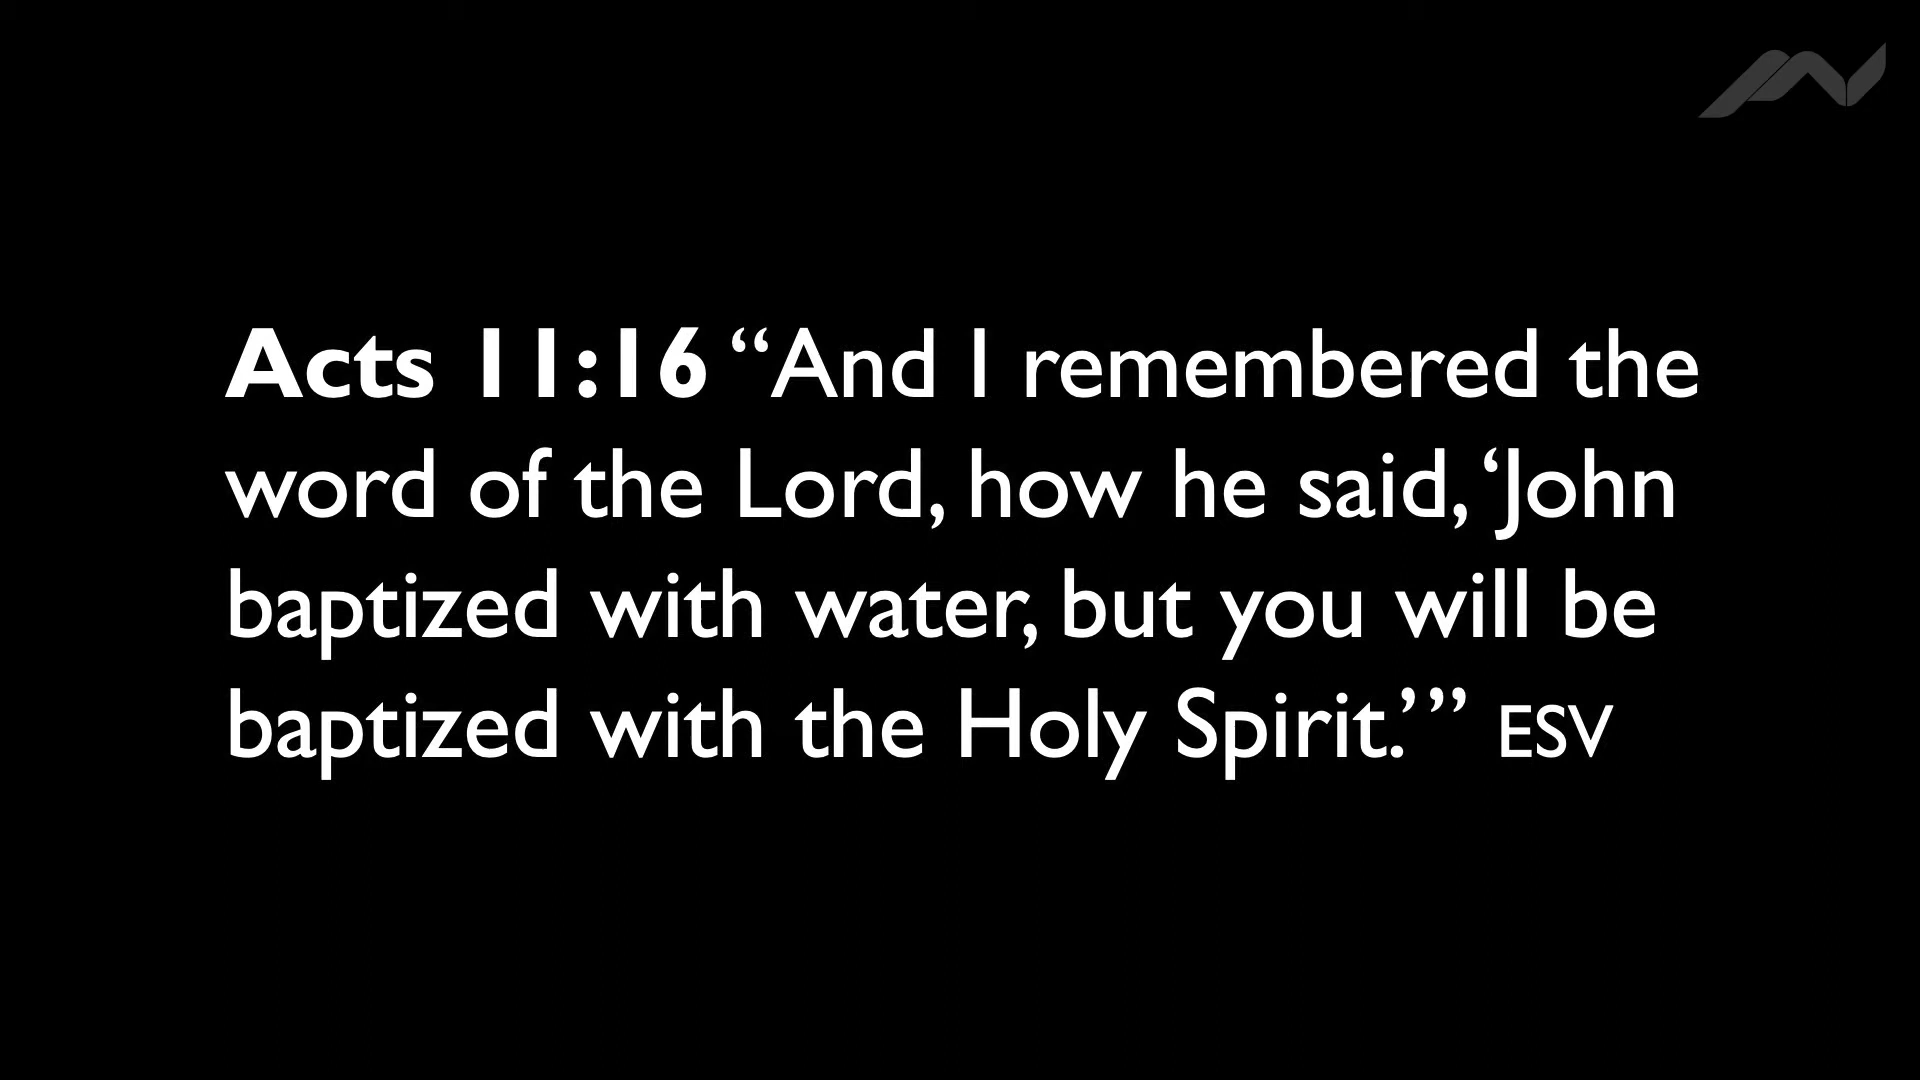 Acts 11:16 “And I remembered the
word of the Lord, how he said, ‘John
baptized with water, but you will be
baptized with the Holy Spirit.’” ESV